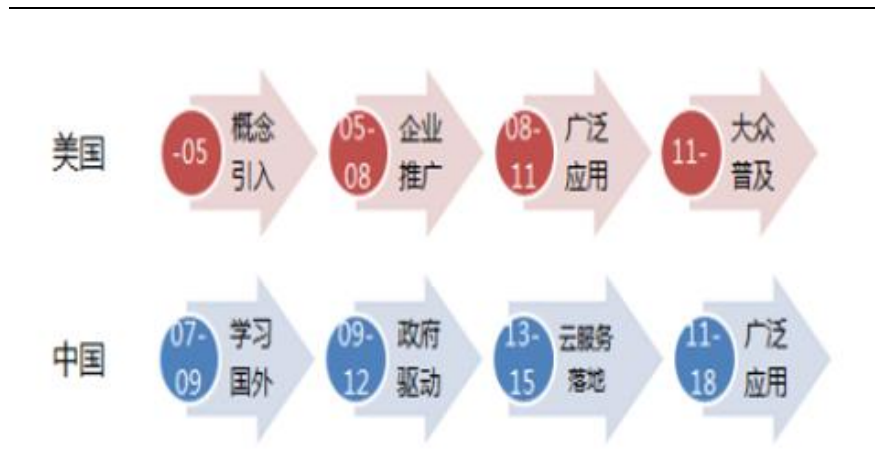 美国
-05
概念
引入
05-
08
企业
推广
08-
11
广泛
应用
11-
大众
普及
中国
07-
09
学习
国外
09-
12
政府
驱动
13-
15
云服务
落地
11-
18
广泛
应用